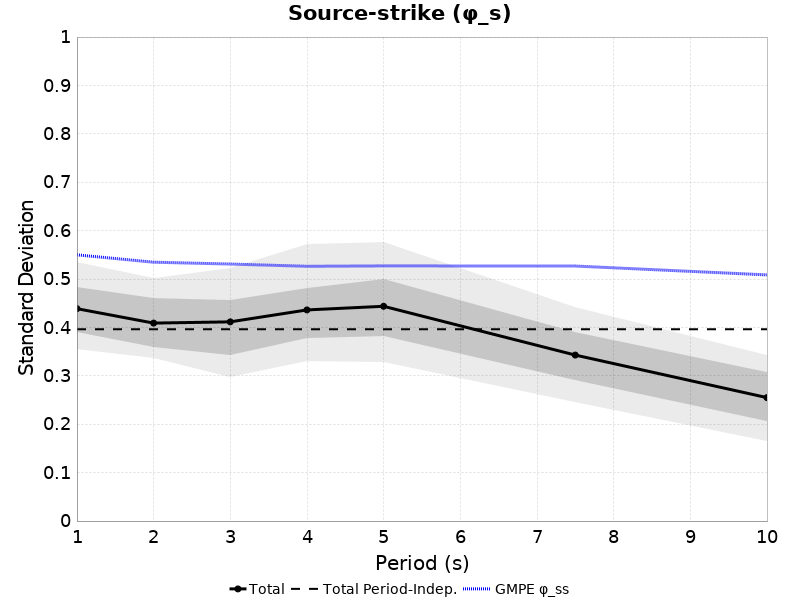 Source-strike (φ_s)
1
0.9
0.8
0.7
0.6
0.5
0.4
0.3
0.2
0.1
0
Standard Deviation
1 2 3 4 5 6 7 8 9 10
Period (s)
Total Total Period-Indep. GMPE φ_ss